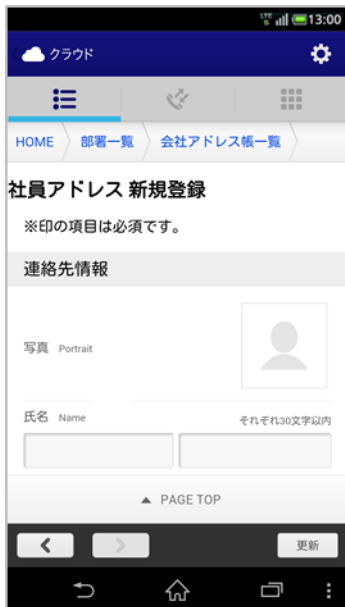 LTE 13:00
クラウド
HOME 部署一覧 会社アドレス帳一覧
社員アドレス 新規登録
※印の項目は必須です。
連絡先情報
写真 Portrait
氏名 Name それぞれ30文字以内
▲ PAGE TOP
更新